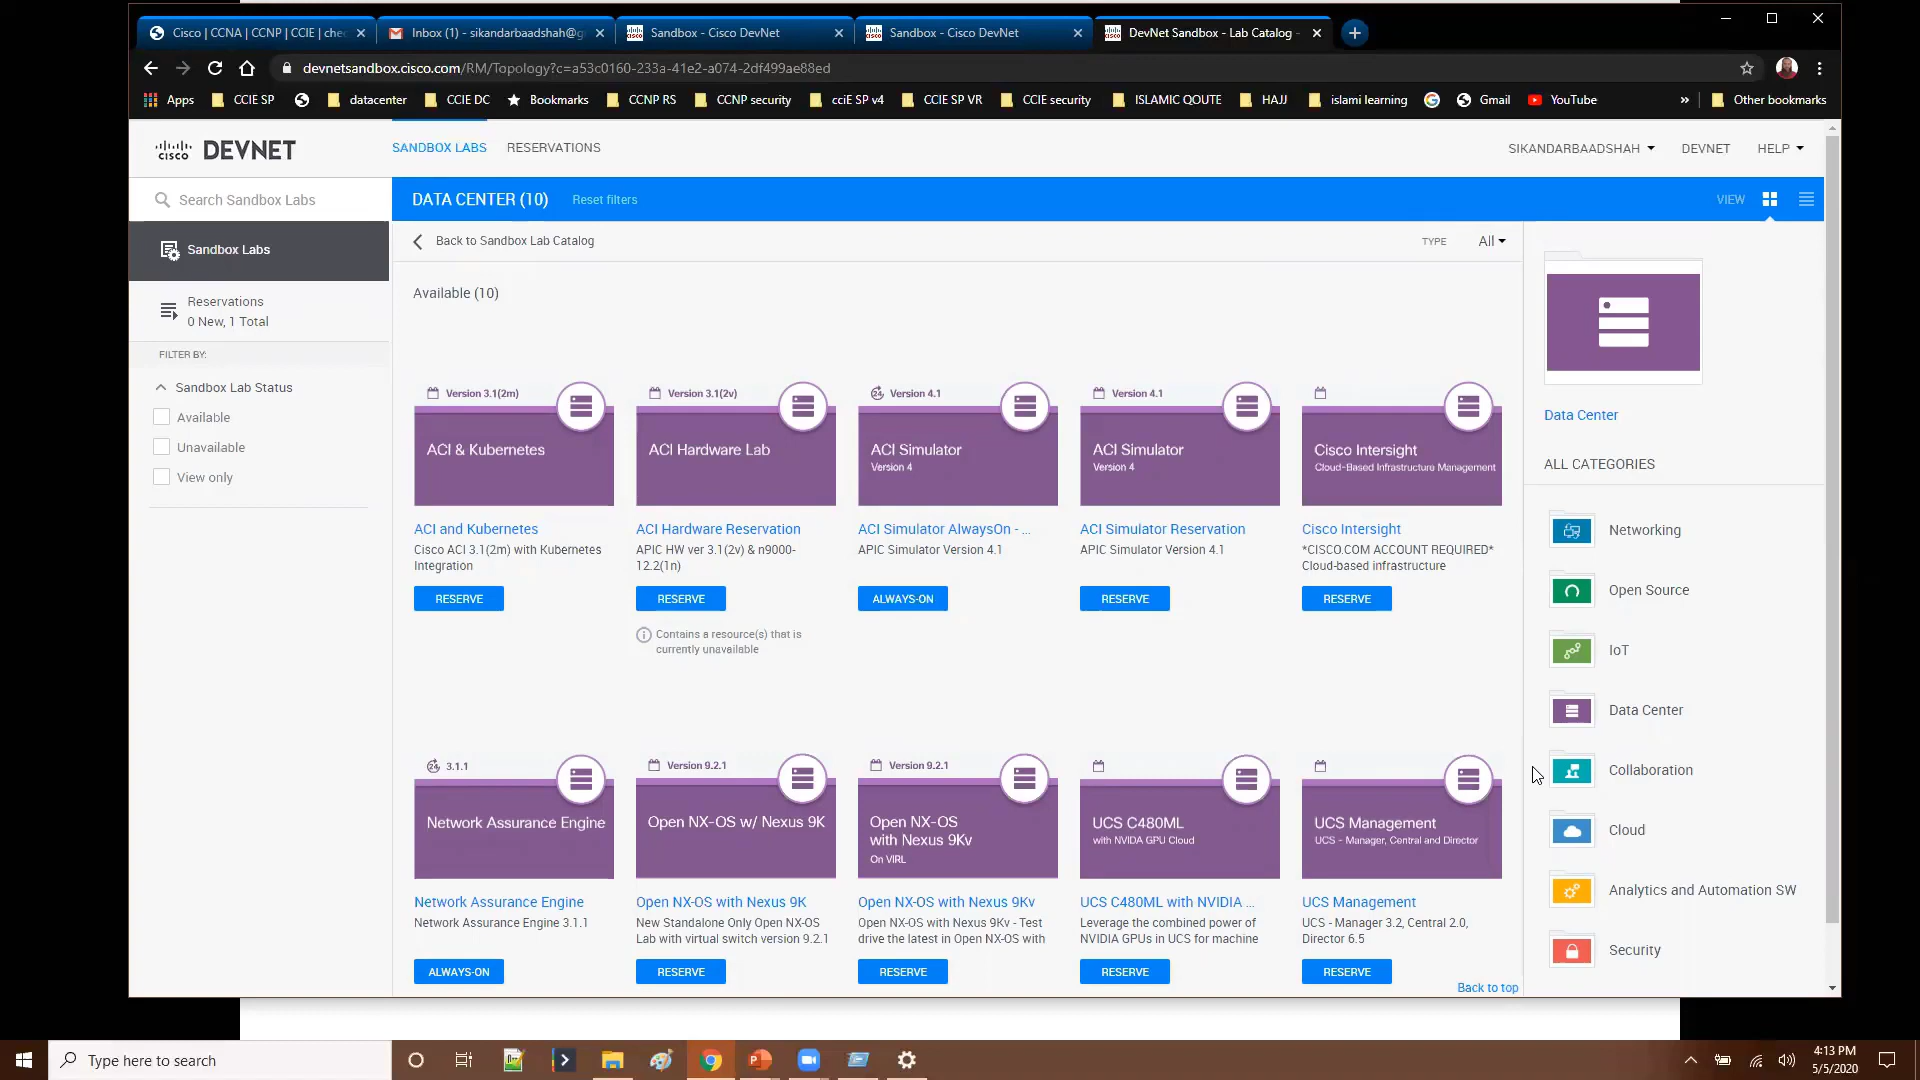 Cisco | CCNA | CCNP | CCIE | che
Inbox (1) - sikandarbaadshah@g
Sandbox - Cisco DevNet
Sandbox - Cisco DevNet
DevNet Sandbox - Lab Catalog -
devnetsandbox.cisco.com/RM/Topology?c=a53c0160-233a-41e2-a074-2df499ae88ed
Apps
CCIE SP
datacenter
CCIE DC
Bookmarks
CCNP RS
CCNP security
cciE SP v4
CCIE SP VR
CCIE security
ISLAMIC QOUTE
HAJJ
islami learning
Gmail
YouTube
»
Other bookmarks
cisco DEVNET
SANDBOX LABS
RESERVATIONS
SIKANDARBAADSHAH
DEVNET
HELP
Search Sandbox Labs
DATA CENTER (10)
Reset filters
VIEW
Sandbox Labs
Back to Sandbox Lab Catalog
TYPE
All
Reservations
0 New, 1 Total
FILTER BY:
Sandbox Lab Status
Available
Unavailable
View only
Available (10)
Version 3.1(2m)
ACI & Kubernetes
ACI and Kubernetes
Cisco ACI 3.1(2m) with Kubernetes
Integration
RESERVE
Version 3.1(2v)
ACI Hardware Lab
ACI Hardware Reservation
APIC HW ver 3.1(2v) & n9000-
12.2(1n)
RESERVE
Contains a resource(s) that is
currently unavailable
24
Version 4.1
ACI Simulator
Version 4
ACI Simulator AlwaysOn - ...
APIC Simulator Version 4.1
ALWAYS-ON
Version 4.1
ACI Simulator
Version 4
ACI Simulator Reservation
APIC Simulator Version 4.1
RESERVE
Cisco Intersight
Cloud-Based Infrastructure Management
Cisco Intersight
*CISCO.COM ACCOUNT REQUIRED*
Cloud-based infrastructure
RESERVE
24
3.1.1
Network Assurance Engine
Network Assurance Engine
Network Assurance Engine 3.1.1
ALWAYS-ON
Version 9.2.1
Open NX-OS w/ Nexus 9K
Open NX-OS with Nexus 9K
New Standalone Only Open NX-OS
Lab with virtual switch version 9.2.1
RESERVE
Version 9.2.1
Open NX-OS
with Nexus 9Kv
On VIRL
Open NX-OS with Nexus 9Kv
Open NX-OS with Nexus 9Kv - Test
drive the latest in Open NX-OS with
RESERVE
UCS C480ML
with NVIDIA GPU Cloud
UCS C480ML with NVIDIA ...
Leverage the combined power of
NVIDIA GPUs in UCS for machine
RESERVE
UCS Management
UCS - Manager, Central and Director
UCS Management
UCS - Manager 3.2, Central 2.0,
Director 6.5
RESERVE
Back to top
Data Center
ALL CATEGORIES
Networking
Open Source
IoT
Data Center
Collaboration
Cloud
Analytics and Automation SW
Security
Type here to search
4:13 PM
5/5/2020